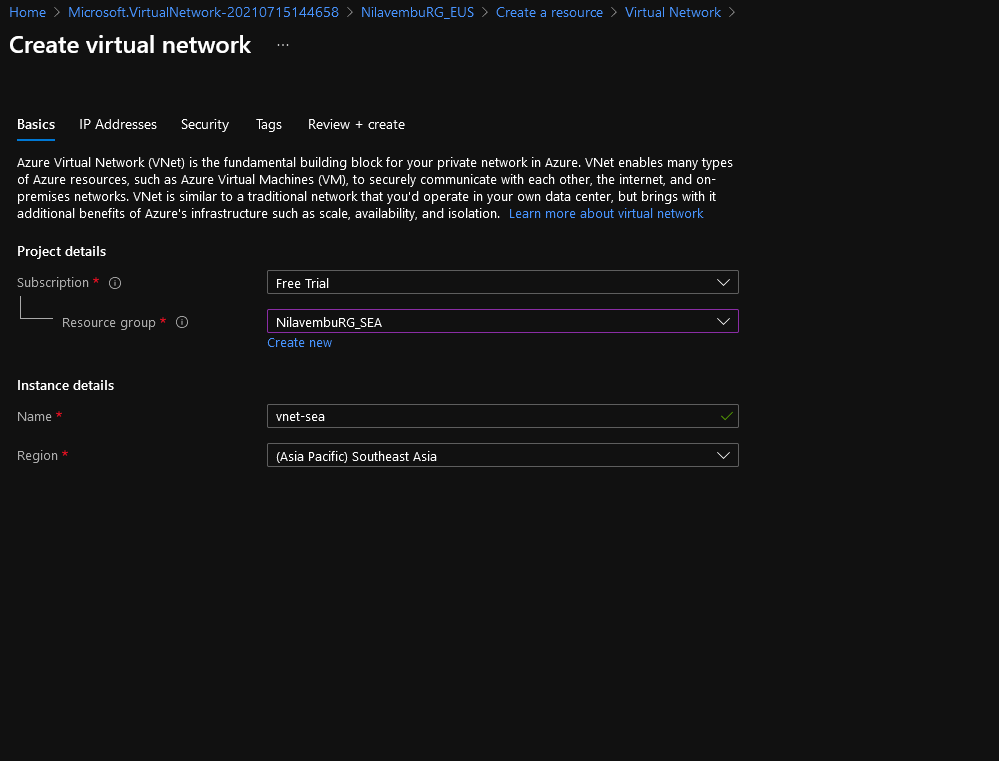 Home > Microsoft.VirtualNetwork-20210715144658 > NilavembuRG_EUS > Create a resource > Virtual Network >
Create virtual network ...
Basics IP Addresses Security Tags Review + create
Azure Virtual Network (VNet) is the fundamental building block for your private network in Azure. VNet enables many types
of Azure resources, such as Azure Virtual Machines (VM), to securely communicate with each other, the internet, and on-
premises networks. VNet is similar to a traditional network that you'd operate in your own data center, but brings with it
additional benefits of Azure's infrastructure such as scale, availability, and isolation. Learn more about virtual network
Project details
Subscription * Free Trial
Resource group * NilavembuRG_SEA
Create new
Instance details
Name * vnet-sea
Region * (Asia Pacific) Southeast Asia